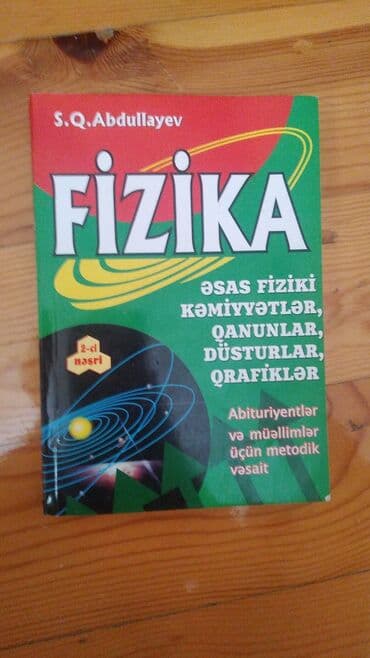 S.Q.Abdullayev
FİZİKA
ƏSAS FİZİKİ
KƏMİYYƏTLƏR,
QANUNLAR,
DÜSTURLAR,
QRAFİKLƏR
2-ci
nəşri
Abituriyentlər
və müəllimlər
üçün metodik
vəsait